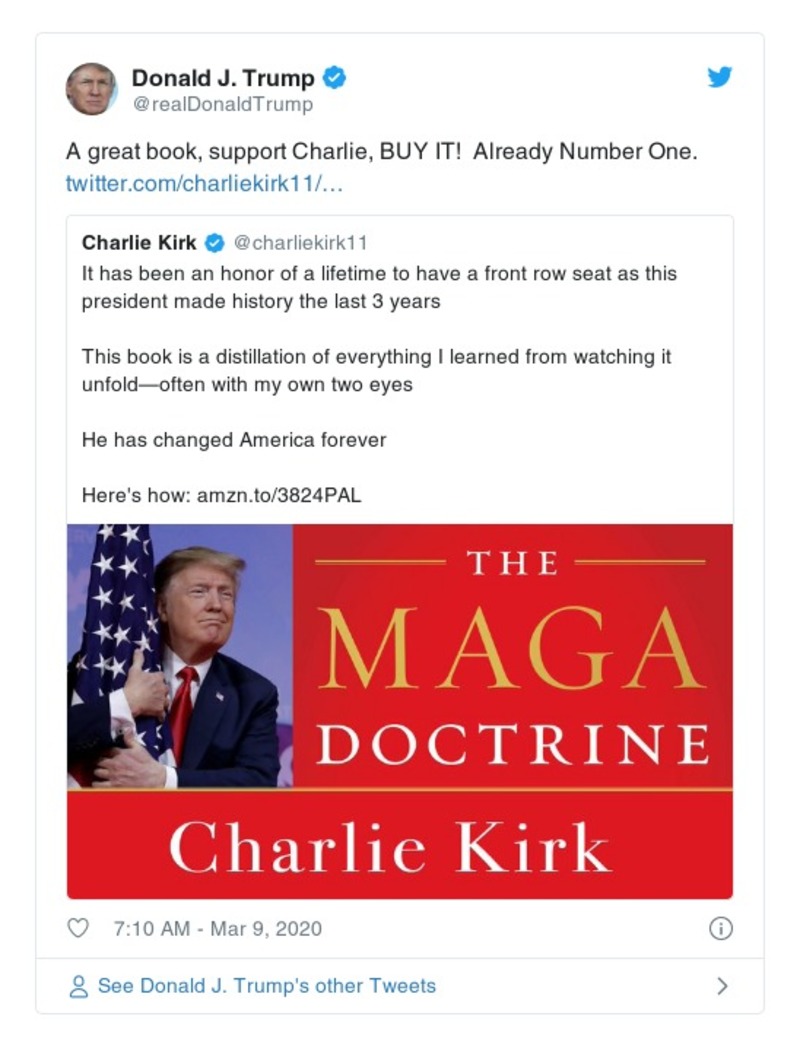 Donald J. Trump
@realDonaldTrump
A great book, support Charlie, BUY IT!  Already Number One.
twitter.com/charliekirk11/…
Charlie Kirk @charliekirk11
It has been an honor of a lifetime to have a front row seat as this
president made history the last 3 years
This book is a distillation of everything I learned from watching it
unfold—often with my own two eyes
He has changed America forever
Here's how: amzn.to/3824PAL
THE
MAGA
DOCTRINE
Charlie Kirk
7:10 AM - Mar 9, 2020
See Donald J. Trump's other Tweets